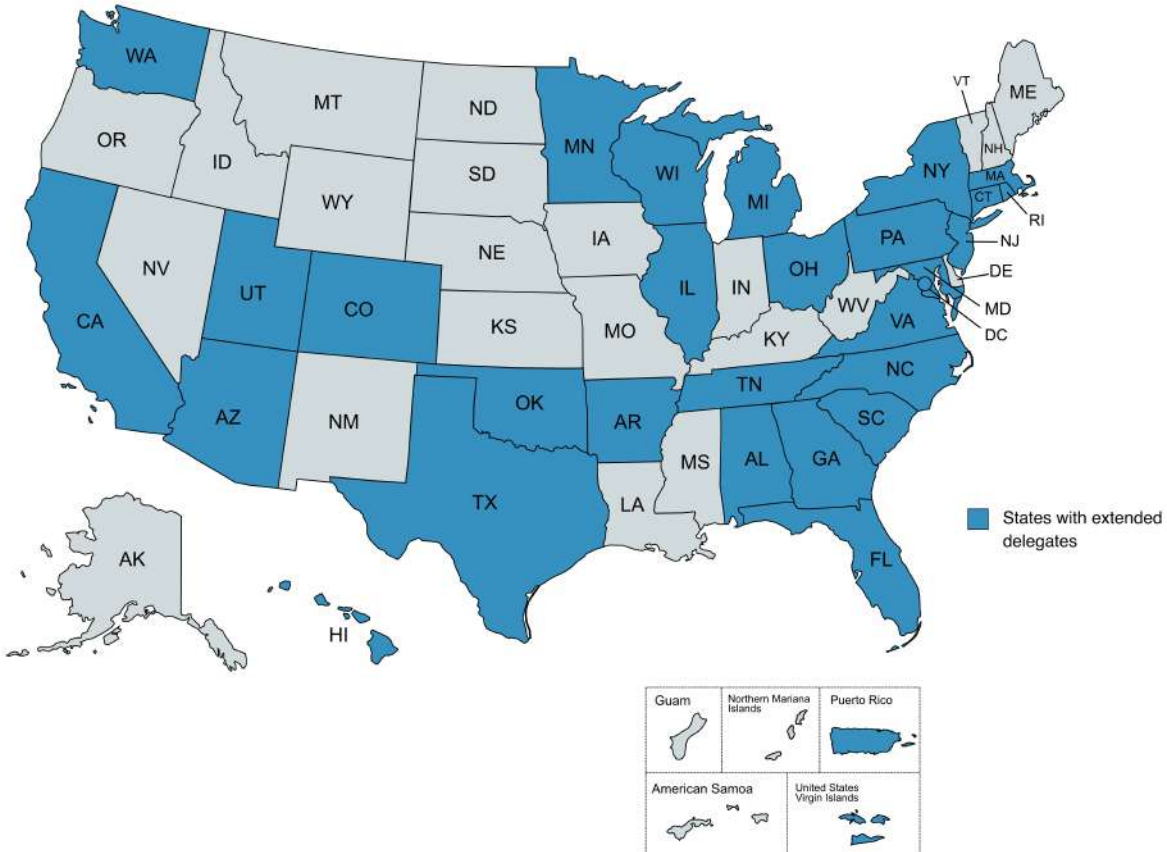 WA
MT
ND
MN
VT
ME
OR
ID
SD
WI
MI
NY
NH
MA
CT
RI
WY
IA
NE
PA
NJ
NV
UT
CO
IL
IN
OH
DE
CA
KS
MO
WV
VA
MD
DC
KY
AZ
NM
OK
AR
TN
NC
SC
TX
LA
MS
AL
GA
FL
States with extended
delegates
AK
HI
Guam
Northern Mariana
Islands
Puerto Rico
American Samoa
United States
Virgin Islands